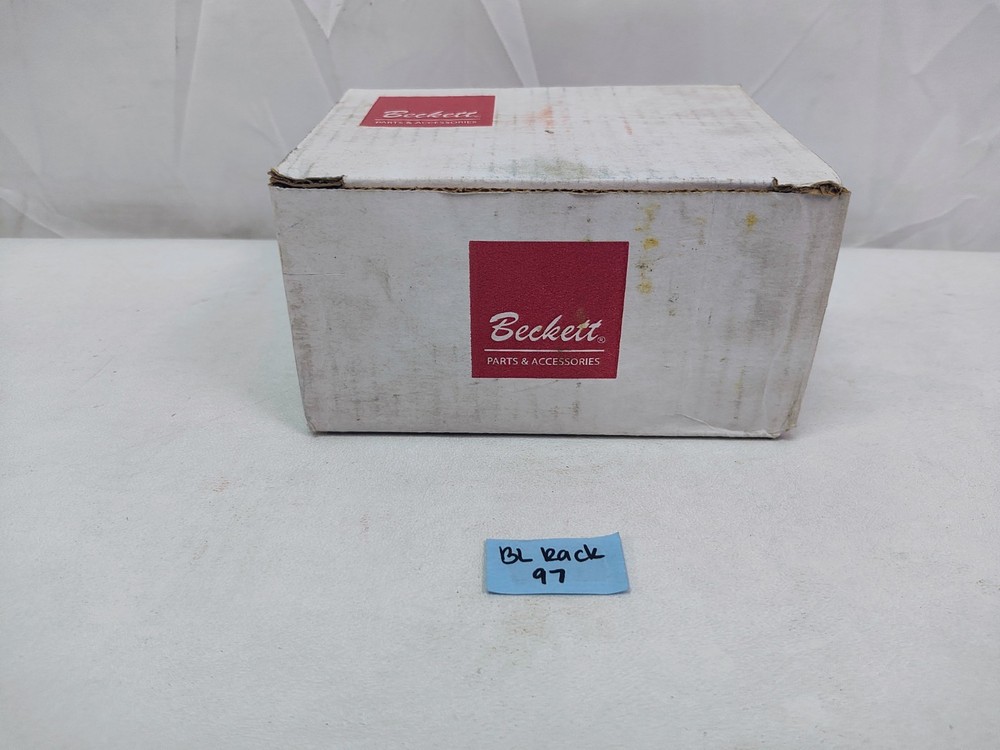 Beckett.
PARTS & ACCESSORIES
Beckett®
PARTS & ACCESSORIES
BL Rack
97